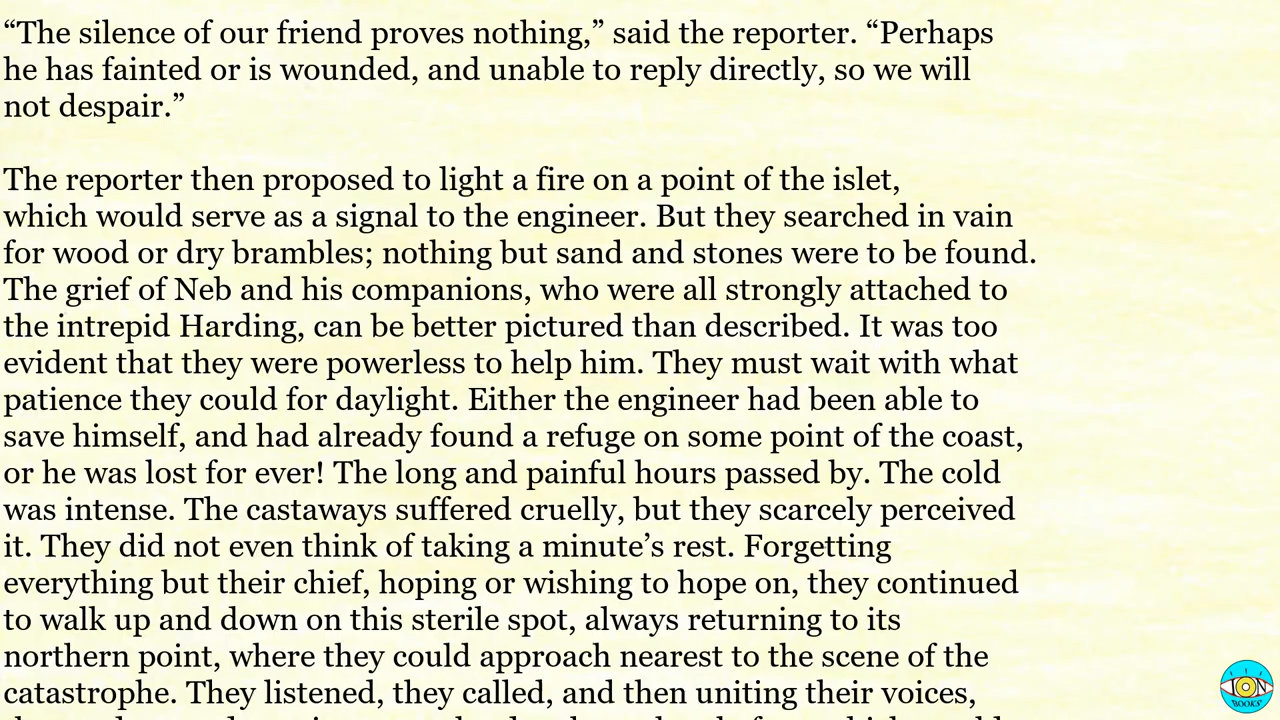 “The silence of our friend proves nothing,” said the reporter. “Perhaps
he has fainted or is wounded, and unable to reply directly, so we will
not despair.”
The reporter then proposed to light a fire on a point of the islet,
which would serve as a signal to the engineer. But they searched in vain
for wood or dry brambles; nothing but sand and stones were to be found.
The grief of Neb and his companions, who were all strongly attached to
the intrepid Harding, can be better pictured than described. It was too
evident that they were powerless to help him. They must wait with what
patience they could for daylight. Either the engineer had been able to
save himself, and had already found a refuge on some point of the coast,
or he was lost for ever! The long and painful hours passed by. The cold
was intense. The castaways suffered cruelly, but they scarcely perceived
it. They did not even think of taking a minute’s rest. Forgetting
everything but their chief, hoping or wishing to hope on, they continued
to walk up and down on this sterile spot, always returning to its
northern point, where they could approach nearest to the scene of the
catastrophe. They listened, they called, and then uniting their voices,
ION
BOOKS